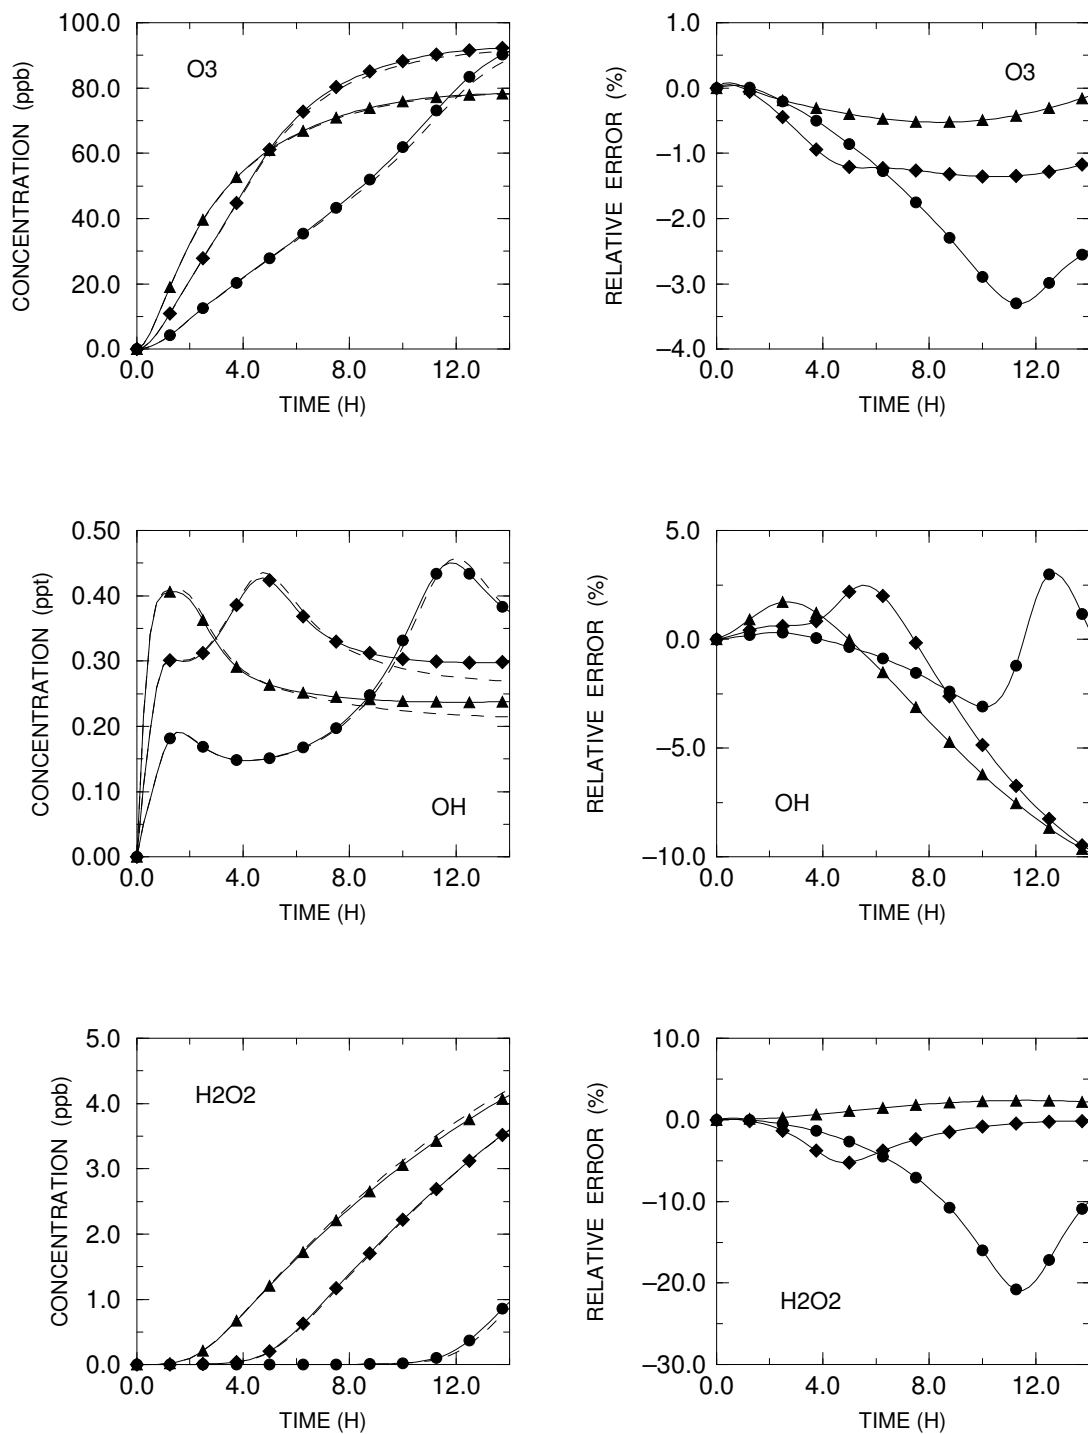 100.0
80.0
60.0
40.0
20.0
0.0
CONCENTRATION (ppb)
O3
0.0 4.0 8.0 12.0
TIME (H)
1.0
0.0
−1.0
−2.0
−3.0
−4.0
RELATIVE ERROR (%)
O3
0.0 4.0 8.0 12.0
TIME (H)
0.50
0.40
0.30
0.20
0.10
0.00
CONCENTRATION (ppt)
OH
0.0 4.0 8.0 12.0
TIME (H)
5.0
0.0
−5.0
−10.0
RELATIVE ERROR (%)
OH
0.0 4.0 8.0 12.0
TIME (H)
5.0
4.0
3.0
2.0
1.0
0.0
CONCENTRATION (ppb)
H2O2
0.0 4.0 8.0 12.0
TIME (H)
10.0
0.0
−10.0
−20.0
−30.0
RELATIVE ERROR (%)
H2O2
0.0 4.0 8.0 12.0
TIME (H)